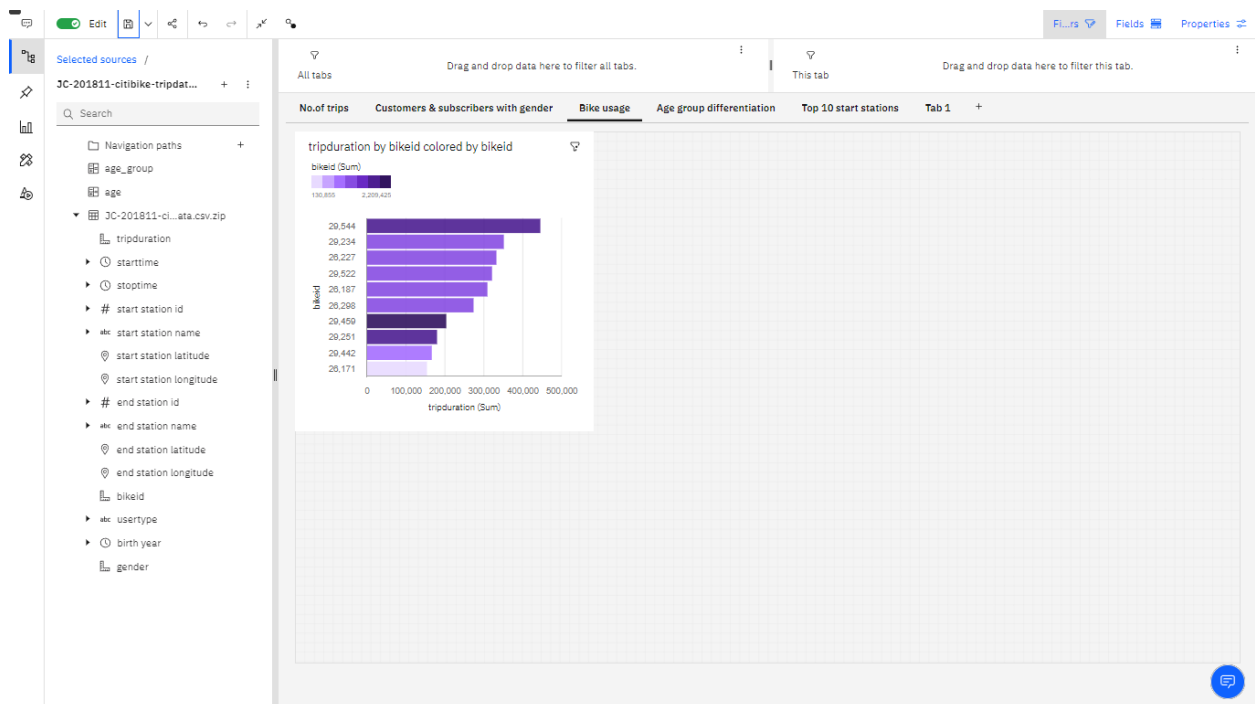 Edit
Fi...rs
Fields
Properties
Selected sources /
JC-201811-citibike-tripdat...
Search
Navigation paths
age_group
age
JC-201811-ci...ata.csv.zip
tripduration
starttime
stoptime
# start station id
abc start station name
start station latitude
start station longitude
# end station id
abc end station name
end station latitude
end station longitude
bikeid
abc usertype
birth year
gender
All tabs
Drag and drop data here to filter all tabs.
This tab
Drag and drop data here to filter this tab.
No.of trips
Customers & subscribers with gender
Bike usage
Age group differentiation
Top 10 start stations
Tab 1
tripduration by bikeid colored by bikeid
bikeid (Sum)
130,855
2,209,425
bikeid
29,544
29,234
26,227
29,522
26,187
26,298
29,459
29,251
29,442
26,171
0
100,000
200,000
300,000
400,000
500,000
tripduration (Sum)